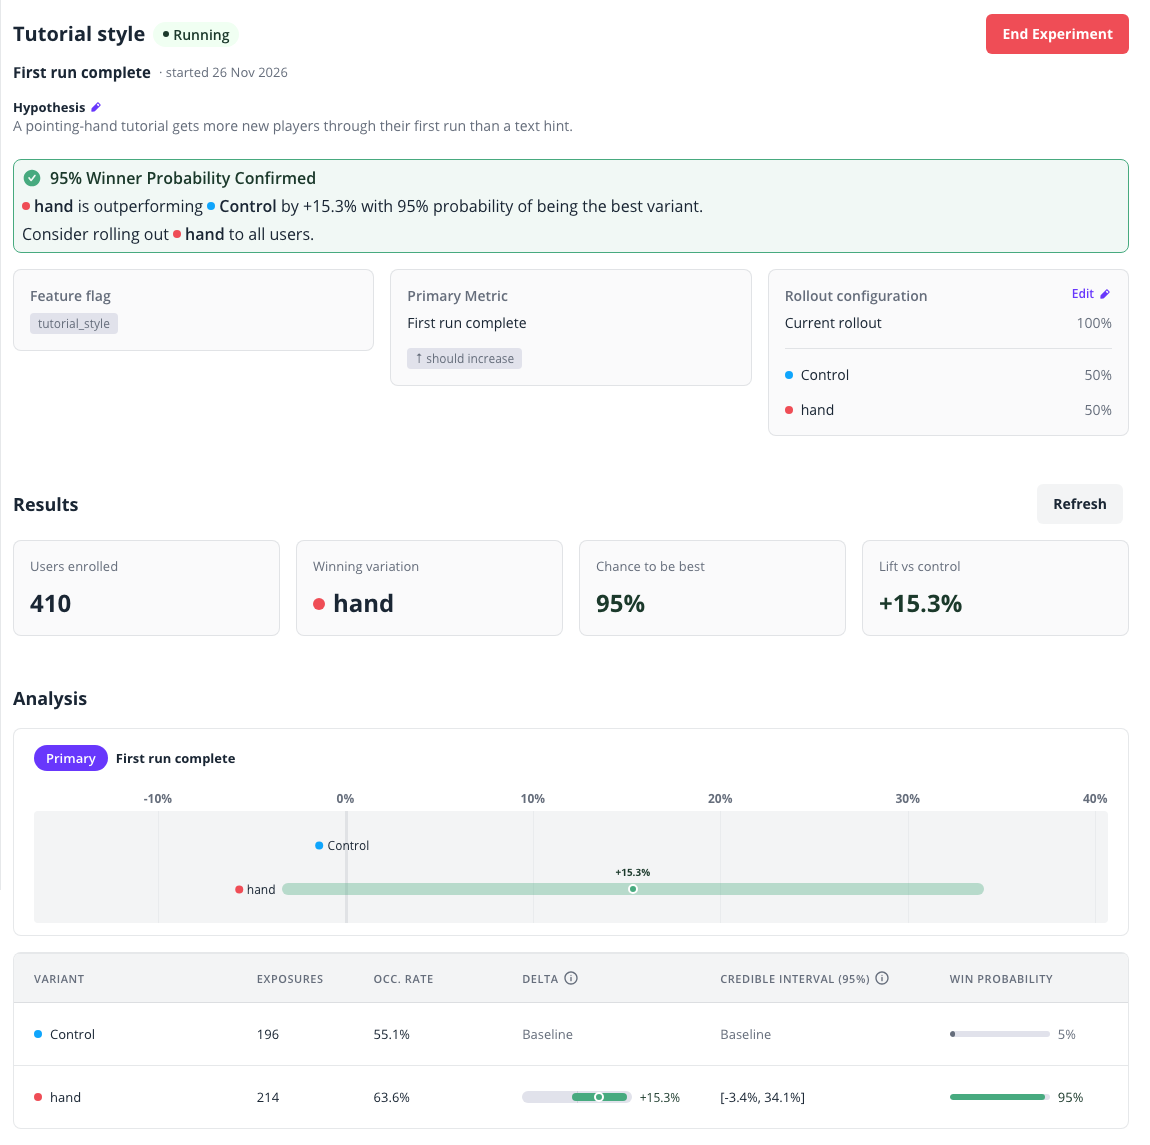 Tutorial style
Running
End Experiment
First run complete · started 26 Nov 2026
Hypothesis
A pointing-hand tutorial gets more new players through their first run than a text hint.
95% Winner Probability Confirmed
hand is outperforming Control by +15.3% with 95% probability of being the best variant.
Consider rolling out hand to all users.
Feature flag
tutorial_style
Primary Metric
First run complete
↑ should increase
Rollout configuration
Edit
Current rollout 100%
Control 50%
hand 50%
Results
Refresh
Users enrolled
410
Winning variation
hand
Chance to be best
95%
Lift vs control
+15.3%
Analysis
Primary First run complete
-10% 0% 10% 20% 30% 40%
Control
+15.3%
hand
VARIANT EXPOSURES OCC. RATE DELTA CREDIBLE INTERVAL (95%) WIN PROBABILITY
Control 196 55.1% Baseline Baseline 5%
hand 214 63.6% +15.3% [-3.4%, 34.1%] 95%